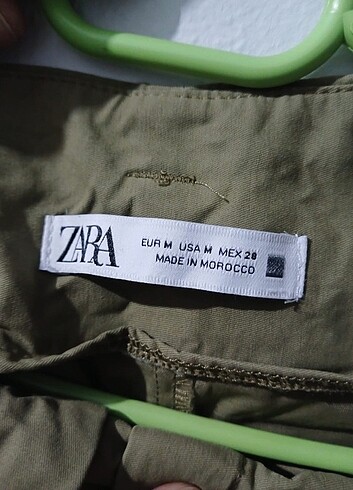 ZARA
EUR M USA M MEX 28
MADE IN MOROCCO